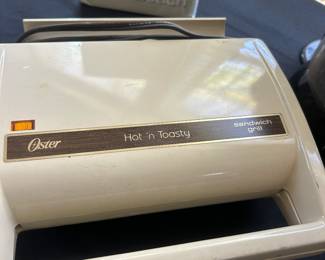 Oster
Hot 'n Toasty
sandwich
grill